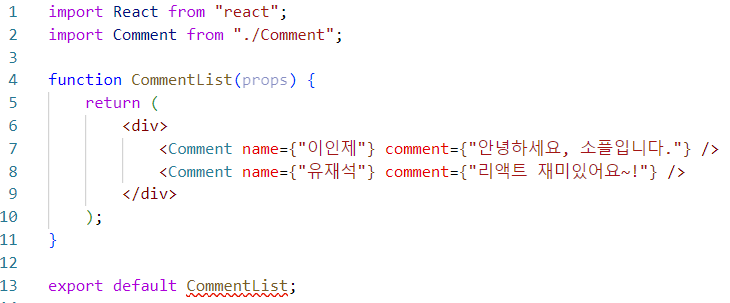 1 import React from "react";
2 import Comment from "./Comment";
3
4 function CommentList(props) {
5     return (
6         <div>
7             <Comment name={"이인제"} comment={"안녕하세요, 소플입니다."} />
8             <Comment name={"유재석"} comment={"리액트 재미있어요~!"} />
9         </div>
10     );
11 }
12
13 export default CommentList;